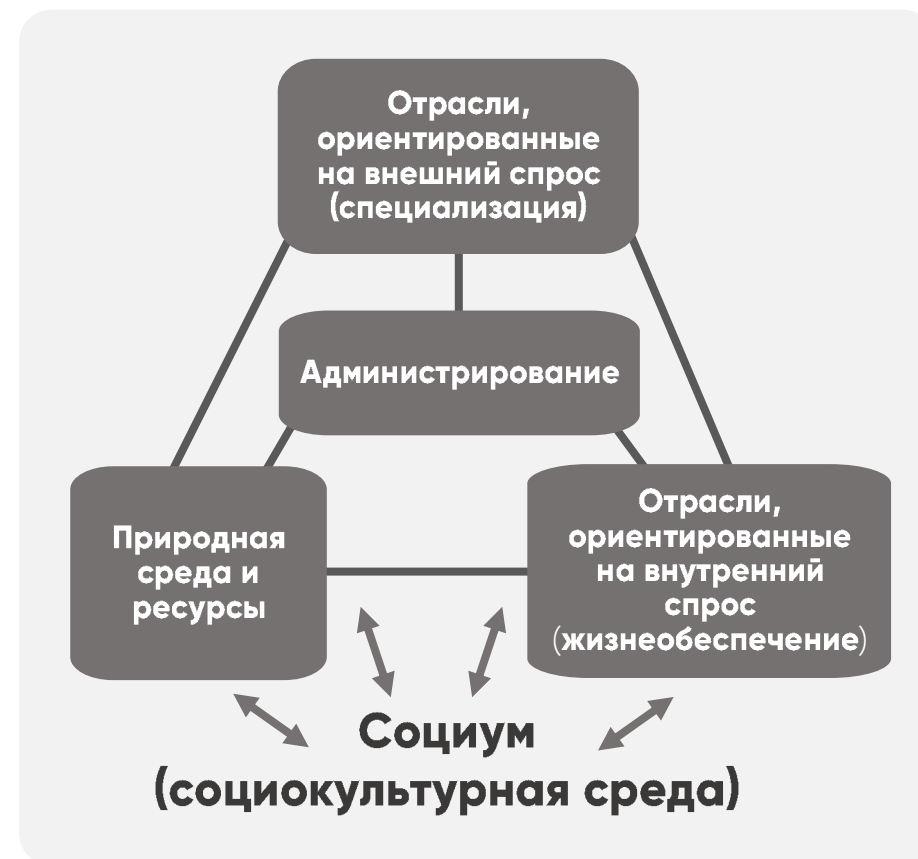 Отрасли,
ориентированные
на внешний спрос
(специализация)
Администрирование
Природная
среда и
ресурсы
Отрасли,
ориентированные
на внутренний
спрос
(жизнеобеспечение)
Социум
(социокультурная среда)